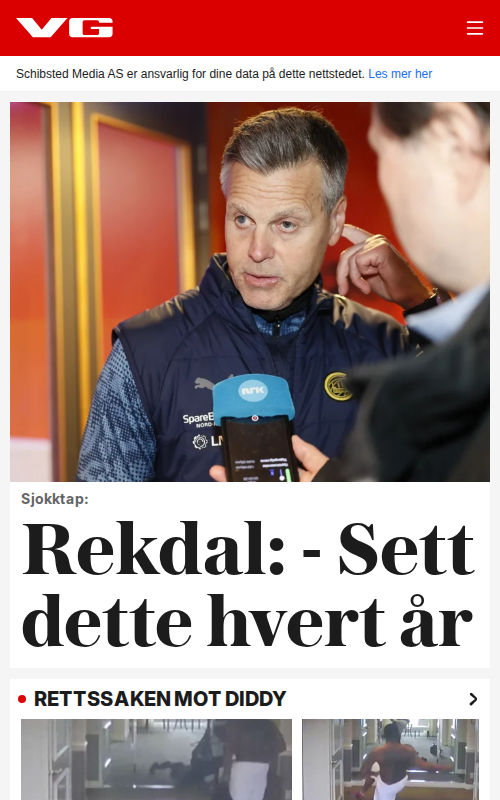 VG
Schibsted Media AS er ansvarlig for dine data på dette nettstedet. Les mer her
NRK
SpareB
NORD-
LN
Sjokktap:
Rekdal: - Sett
dette hvert år
RETTSSAKEN MOT DIDDY